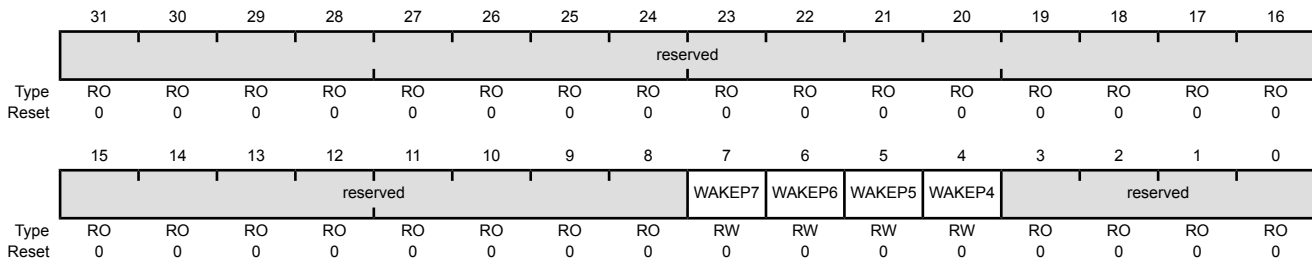 31 30 29 28 27 26 25 24 23 22 21 20 19 18 17 16
reserved
Type RO RO RO RO RO RO RO RO RO RO RO RO RO RO RO RO
Reset 0 0 0 0 0 0 0 0 0 0 0 0 0 0 0 0
15 14 13 12 11 10 9 8 7 6 5 4 3 2 1 0
reserved WAKEP7 WAKEP6 WAKEP5 WAKEP4 reserved
Type RO RO RO RO RO RO RO RO RW RW RW RW RO RO RO RO
Reset 0 0 0 0 0 0 0 0 0 0 0 0 0 0 0 0